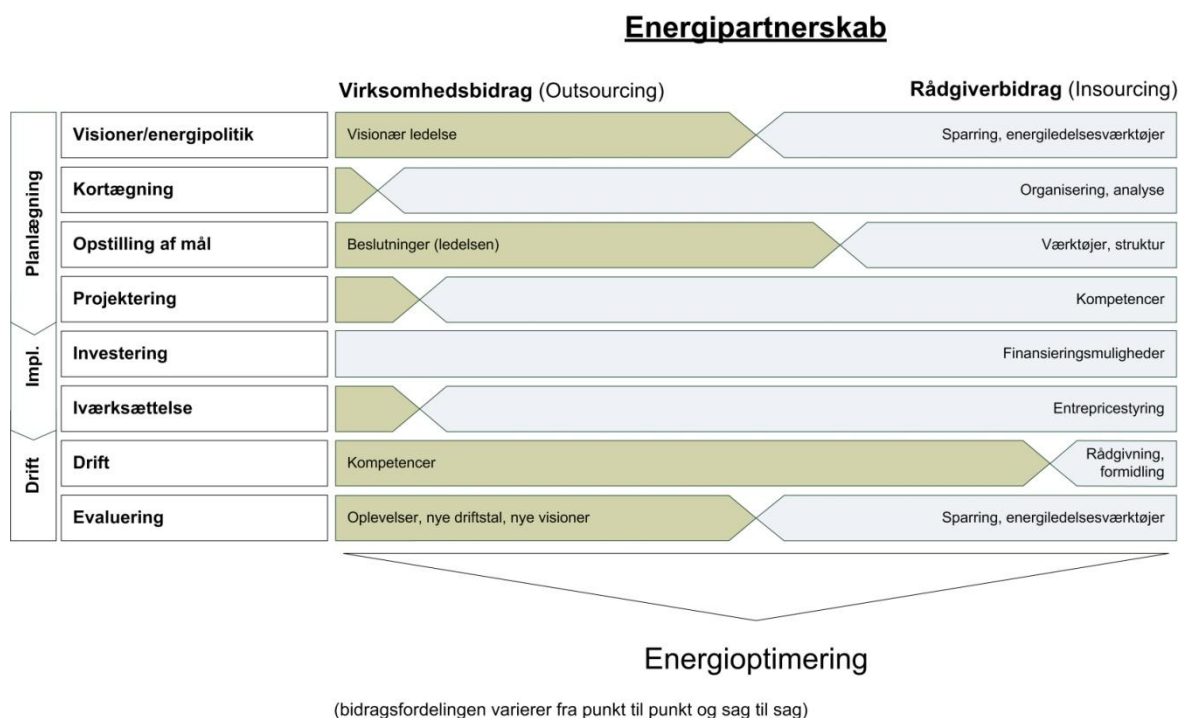 Energipartnerskab
Virksomhedsbidrag (Outsourcing)
Rådgiverbidrag (Insourcing)
Planlægning
Visioner/energipolitik
Visionær ledelse
Sparring, energiledelsesværktøjer
Kortægning
Organisering, analyse
Opstilling af mål
Beslutninger (ledelsen)
Værktøjer, struktur
Projektering
Kompetencer
Impl.
Investering
Finansieringsmuligheder
Iværksættelse
Entrepricestyring
Drift
Drift
Kompetencer
Rådgivning,
formidling
Evaluering
Oplevelser, nye driftstal, nye visioner
Sparring, energiledelsesværktøjer
Energioptimering
(bidragsfordelingen varierer fra punkt til punkt og sag til sag)